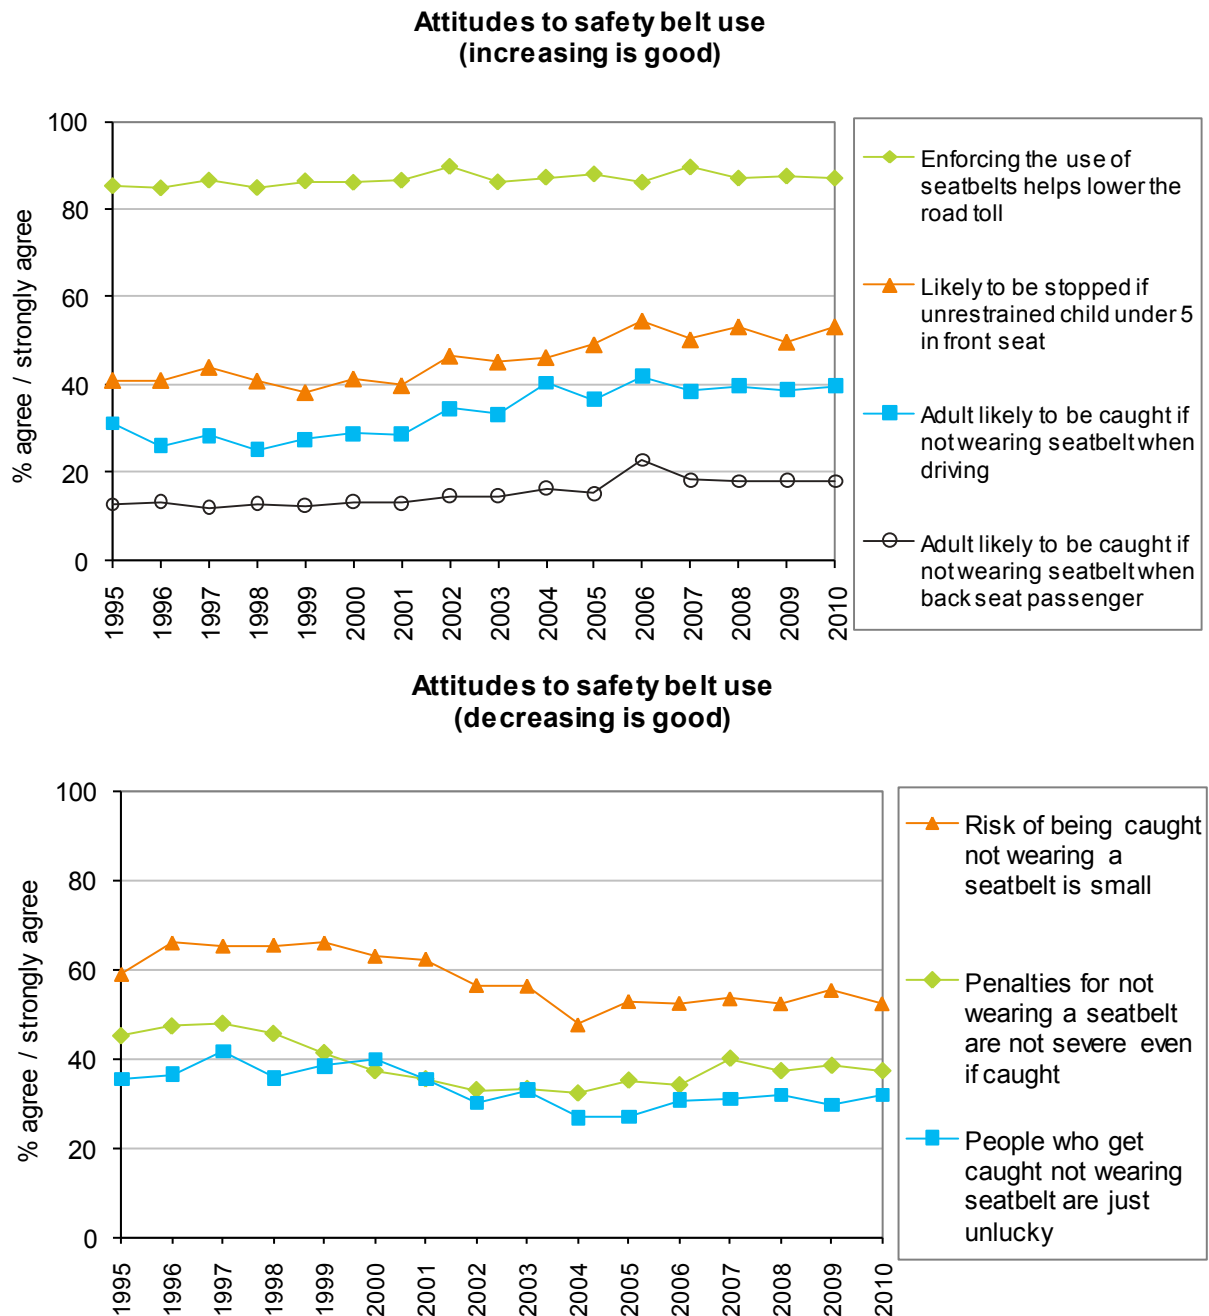 Attitudes to safety belt use
(increasing is good)
100
80
60
40
20
0
% agree / strongly agree
1995
1996
1997
1998
1999
2000
2001
2002
2003
2004
2005
2006
2007
2008
2009
2010
Enforcing the use of
seatbelts helps lower the
road toll
Likely to be stopped if
unrestrained child under 5
in front seat
Adult likely to be caught if
not wearing seatbelt when
driving
Adult likely to be caught if
not wearing seatbelt when
back seat passenger
Attitudes to safety belt use
(decreasing is good)
100
80
60
40
20
0
% agree / strongly agree
1995
1996
1997
1998
1999
2000
2001
2002
2003
2004
2005
2006
2007
2008
2009
2010
Risk of being caught
not wearing a
seatbelt is small
Penalties for not
wearing a seatbelt
are not severe even
if caught
People who get
caught not wearing
seatbelt are just
unlucky